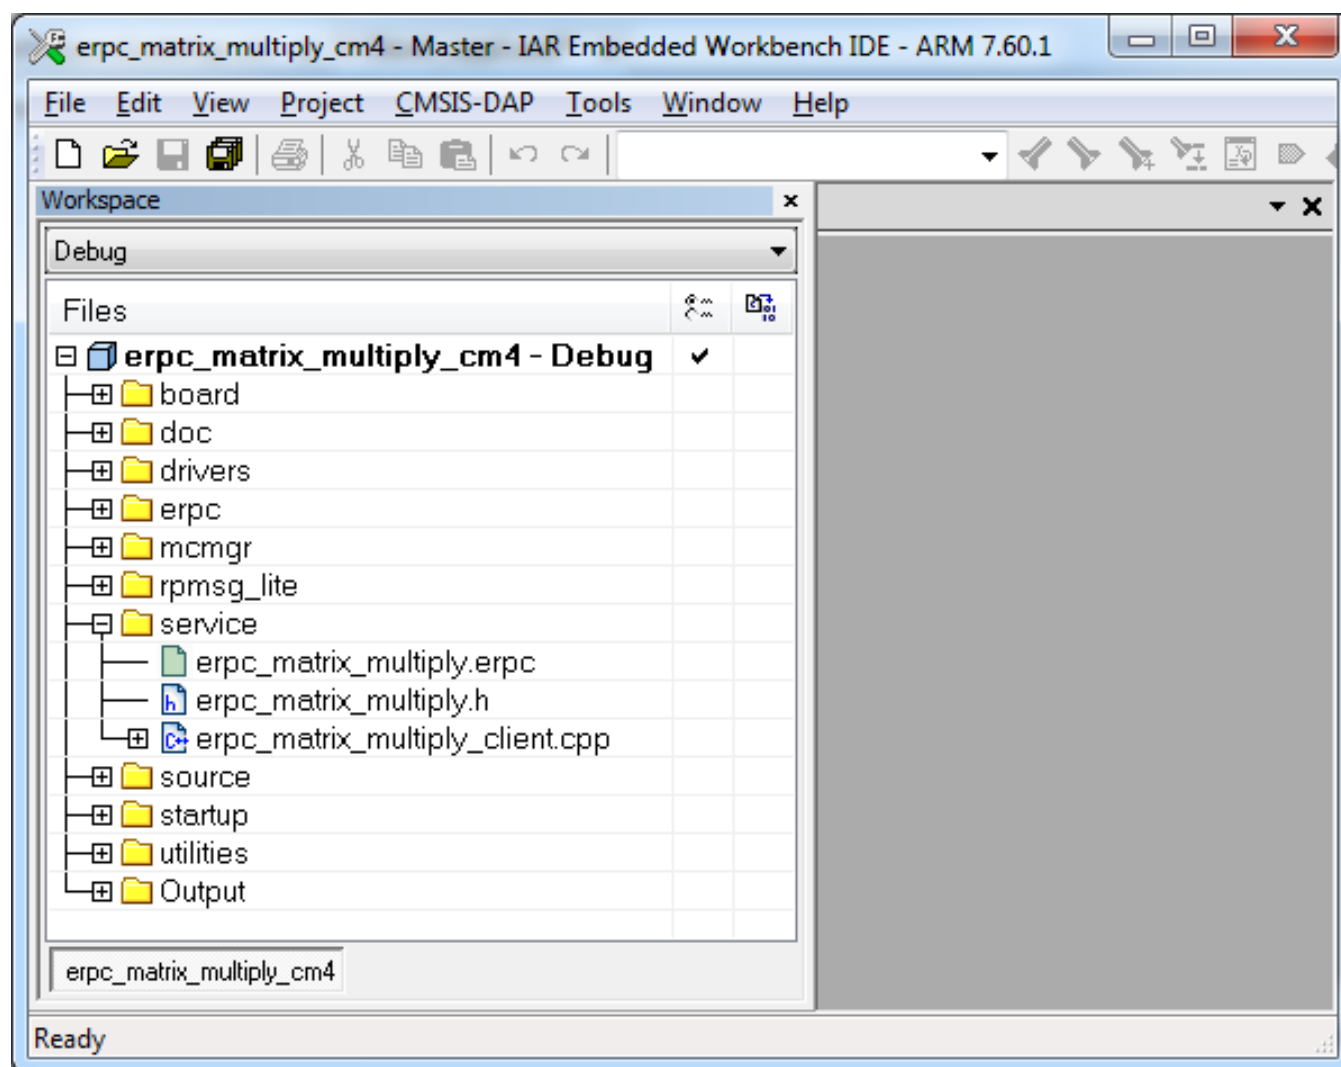 erpc_matrix_multiply_cm4 - Master - IAR Embedded Workbench IDE - ARM 7.60.1
File Edit View Project CMSIS-DAP Tools Window Help
Workspace
Debug
Files
erpc_matrix_multiply_cm4 - Debug
board
doc
drivers
erpc
mcmgr
rpmsg_lite
service
erpc_matrix_multiply.erpc
erpc_matrix_multiply.h
erpc_matrix_multiply_client.cpp
source
startup
utilities
Output
erpc_matrix_multiply_cm4
Ready